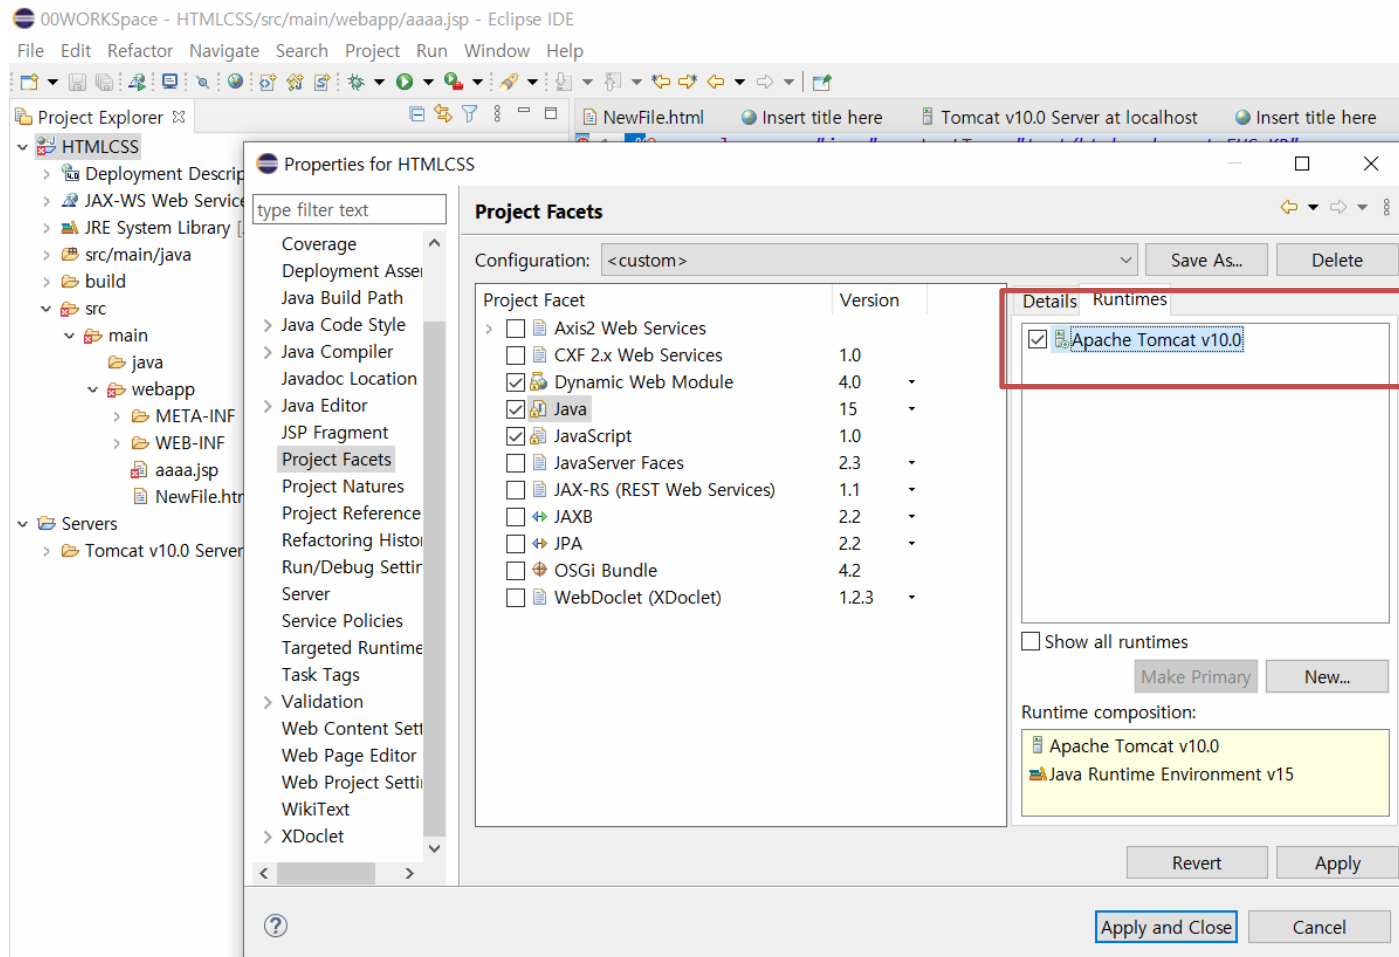 00WORKSpace - HTMLCSS/src/main/webapp/aaaa.jsp - Eclipse IDE
File Edit Refactor Navigate Search Project Run Window Help
Project Explorer
NewFile.html Insert title here Tomcat v10.0 Server at localhost Insert title here
HTMLCSS
Deployment Descrip
JAX-WS Web Service
JRE System Library [
src/main/java
build
src
main
java
webapp
META-INF
WEB-INF
aaaa.jsp
NewFile.htr
Servers
Tomcat v10.0 Server
Properties for HTMLCSS
type filter text
Coverage
Deployment Asser
Java Build Path
Java Code Style
Java Compiler
Javadoc Location
Java Editor
JSP Fragment
Project Facets
Project Natures
Project Reference
Refactoring Histor
Run/Debug Settir
Server
Service Policies
Targeted Runtime
Task Tags
Validation
Web Content Sett
Web Page Editor
Web Project Settir
WikiText
XDoclet
Project Facets
Configuration: <custom> Save As... Delete
Project Facet Version
Axis2 Web Services
CXF 2.x Web Services 1.0
Dynamic Web Module 4.0
Java 15
JavaScript 1.0
JavaServer Faces 2.3
JAX-RS (REST Web Services) 1.1
JAXB 2.2
JPA 2.2
OSGi Bundle 4.2
WebDoclet (XDoclet) 1.2.3
Details Runtimes
Apache Tomcat v10.0
Show all runtimes
Make Primary New...
Runtime composition:
Apache Tomcat v10.0
Java Runtime Environment v15
Revert Apply
Apply and Close Cancel